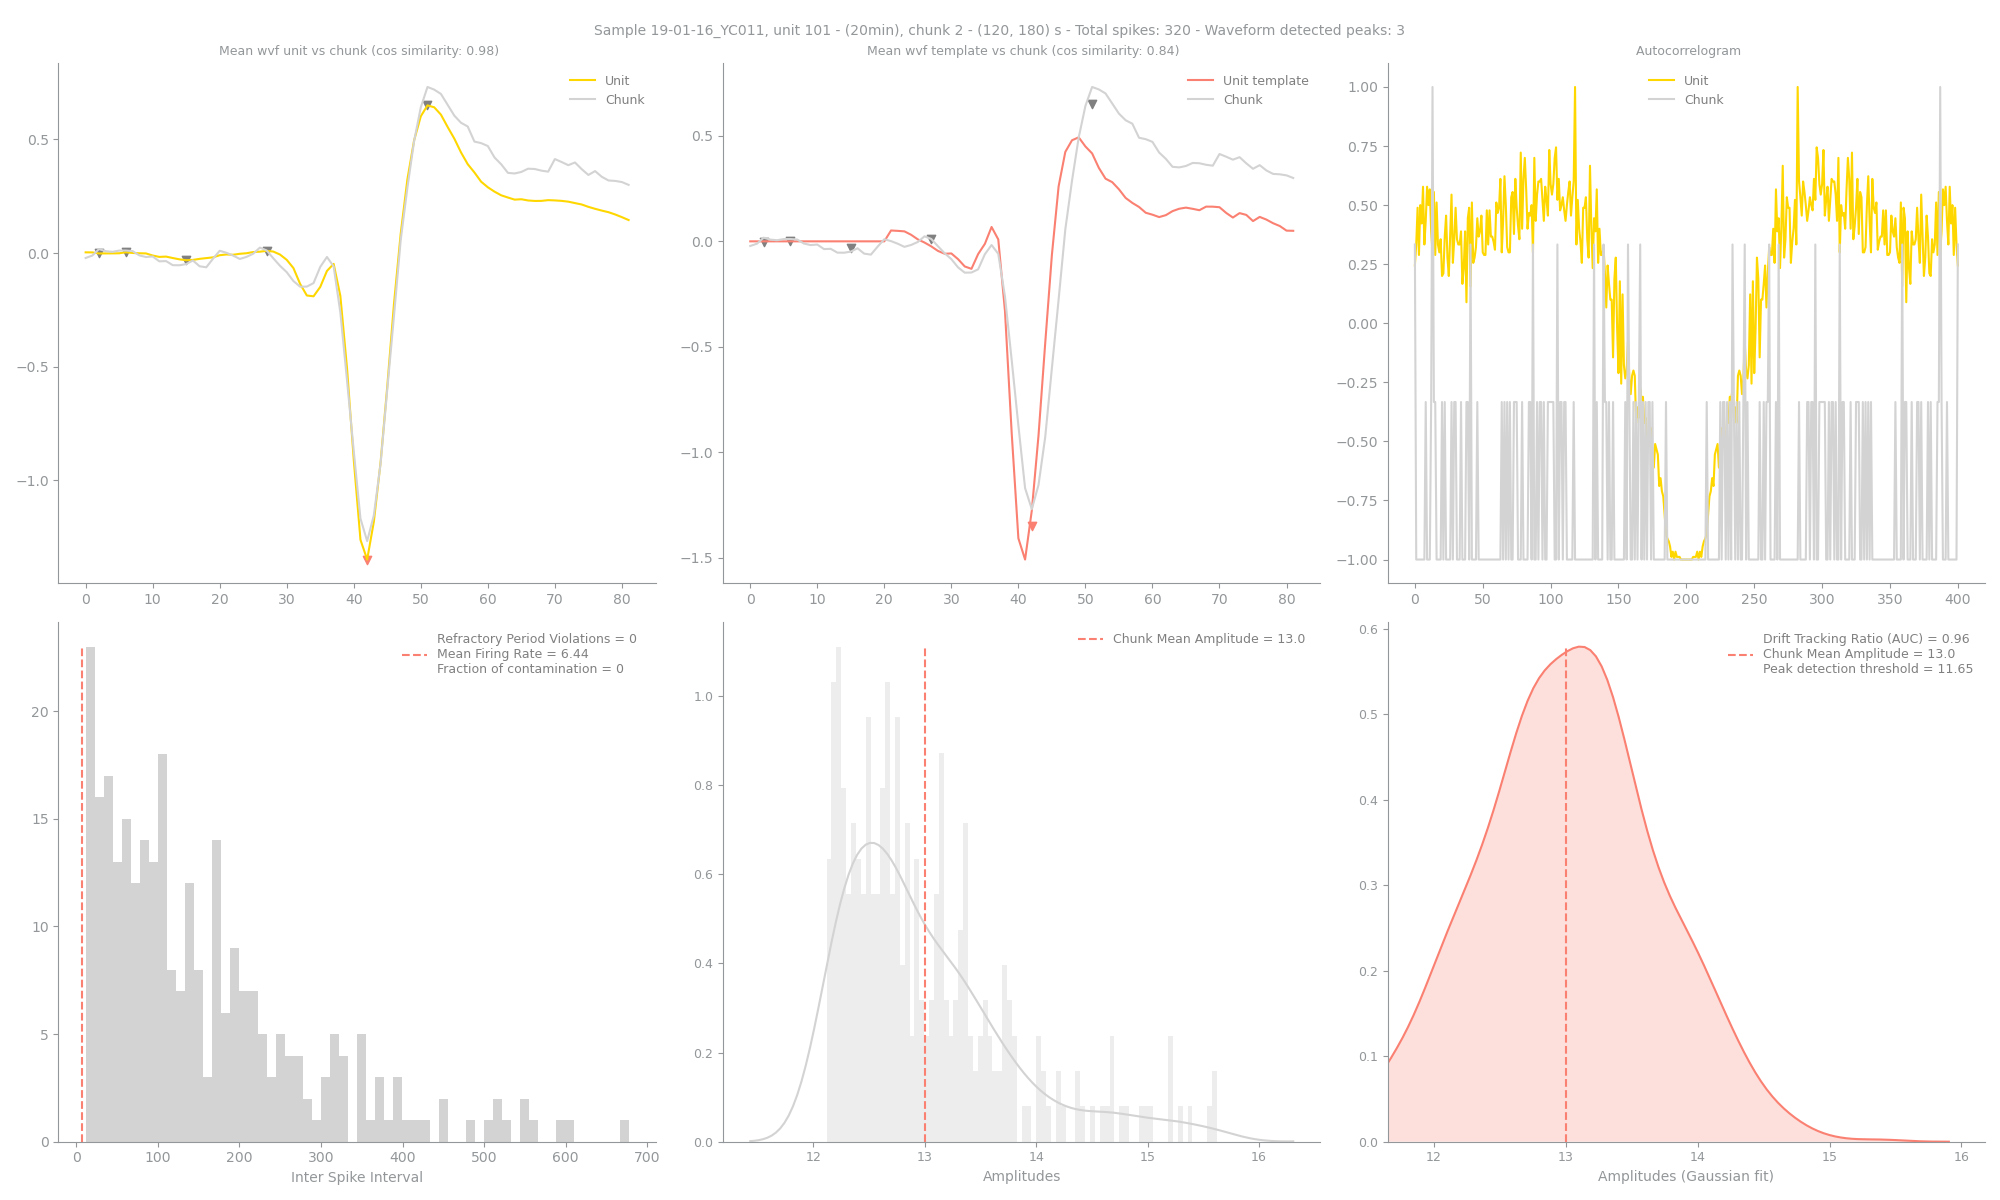 Sample 19-01-16_YC011, unit 101 - (20min), chunk 2 - (120, 180) s - Total spikes: 320 - Waveform detected peaks: 3
Mean wvf unit vs chunk (cos similarity: 0.98)
Unit
Chunk
0.5
0.0
−0.5
−1.0
0 10 20 30 40 50 60 70 80
Mean wvf template vs chunk (cos similarity: 0.84)
Unit template
Chunk
0.5
0.0
−0.5
−1.0
−1.5
0 10 20 30 40 50 60 70 80
Autocorrelogram
Unit
Chunk
1.00
0.75
0.50
0.25
0.00
−0.25
−0.50
−0.75
−1.00
0 50 100 150 200 250 300 350 400
Refractory Period Violations = 0
Mean Firing Rate = 6.44
Fraction of contamination = 0
20
15
10
5
0
0 100 200 300 400 500 600 700
Inter Spike Interval
Chunk Mean Amplitude = 13.0
1.0
0.8
0.6
0.4
0.2
0.0
12 13 14 15 16
Amplitudes
Drift Tracking Ratio (AUC) = 0.96
Chunk Mean Amplitude = 13.0
Peak detection threshold = 11.65
0.6
0.5
0.4
0.3
0.2
0.1
0.0
12 13 14 15 16
Amplitudes (Gaussian fit)